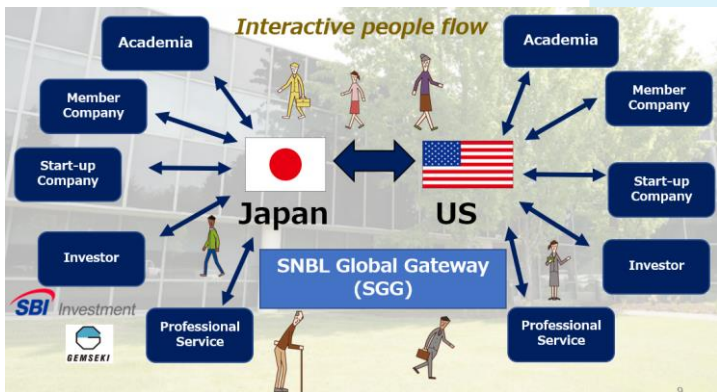 Interactive people flow
Academia
Member
Company
Start-up
Company
Investor
Professional
Service
Japan
US
SNBL Global Gateway
(SGG)
Academia
Member
Company
Start-up
Company
Investor
Professional
Service
SBI Investment
GEMSEKI
9